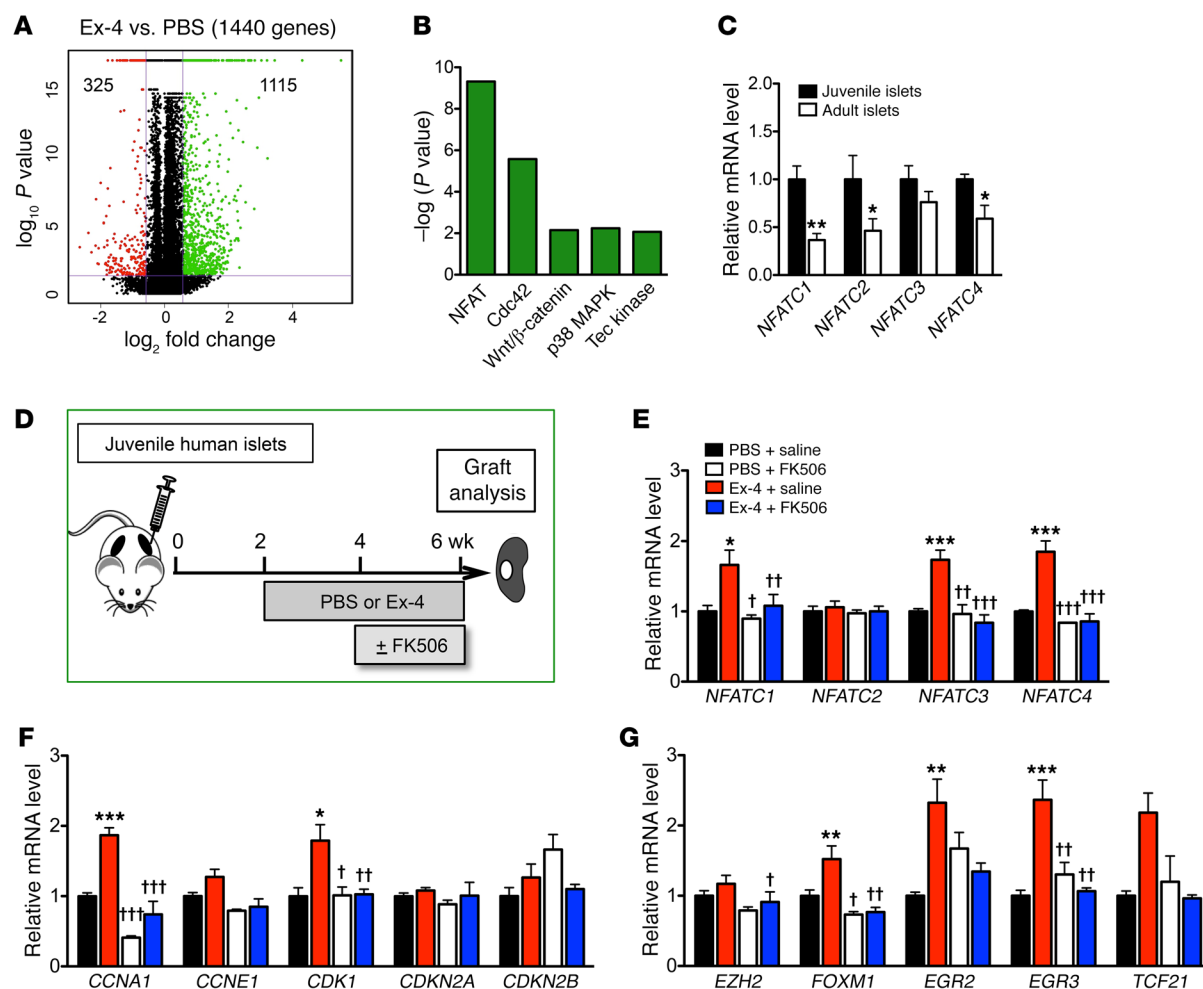 A
Ex-4 vs. PBS (1440 genes)
325
1115
15
10
5
0
log10 P value
-2
0
2
4
log2 fold change
B
10
8
6
4
2
0
–log (P value)
NFAT
Cdc42
Wnt/β-catenin
p38 MAPK
Tec kinase
C
2.0
1.5
1.0
0.5
0.0
Relative mRNA level
Juvenile islets
Adult islets
**
*
*
NFATC1
NFATC2
NFATC3
NFATC4
D
Juvenile human islets
Graft
analysis
0 2 4 6 wk
PBS or Ex-4
± FK506
E
PBS + saline
PBS + FK506
Ex-4 + saline
Ex-4 + FK506
3
2
1
0
Relative mRNA level
* † ††
*** †† †††
*** ††† †††
NFATC1
NFATC2
NFATC3
NFATC4
F
3
2
1
0
Relative mRNA level
*** ††† †††
* † ††
CCNA1
CCNE1
CDK1
CDKN2A
CDKN2B
G
3
2
1
0
Relative mRNA level
†
** † ††
**
*** †† ††
EZH2
FOXM1
EGR2
EGR3
TCF21